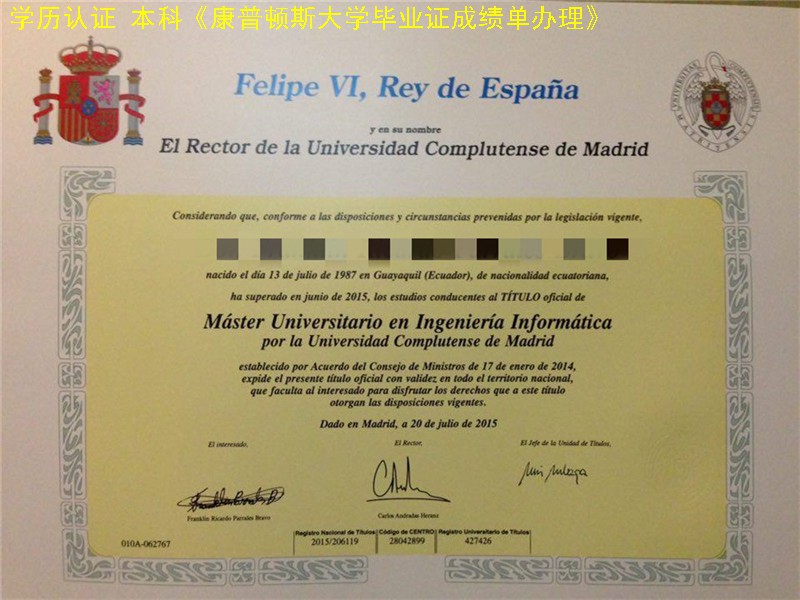 学历认证 本科《康普顿斯大学毕业证成绩单办理》
Felipe VI, Rey de España
y en su nombre
El Rector de la Universidad Complutense de Madrid
Considerando que, conforme a las disposiciones y circunstancias prevenidas por la legislación vigente,
nacido el día 13 de julio de 1987 en Guayaquil (Ecuador), de nacionalidad ecuatoriana,
ha superado en junio de 2015, los estudios conducentes al TÍTULO oficial de
Máster Universitario en Ingeniería Informática
por la Universidad Complutense de Madrid
establecido por Acuerdo del Consejo de Ministros de 17 de enero de 2014,
expide el presente título oficial con validez en todo el territorio nacional,
que faculta al interesado para disfrutar los derechos que a este título
otorgan las disposiciones vigentes.
Dado en Madrid, a 20 de julio de 2015
El interesado, El Rector, El Jefe de la Unidad de Títulos,
Franklin Ricardo Parrales Bravo Carlos Andradas Heranz
Registro Nacional de Títulos Código de CENTRO Registro Universitario de Títulos
010A-062767 2015/206119 28042899 427426